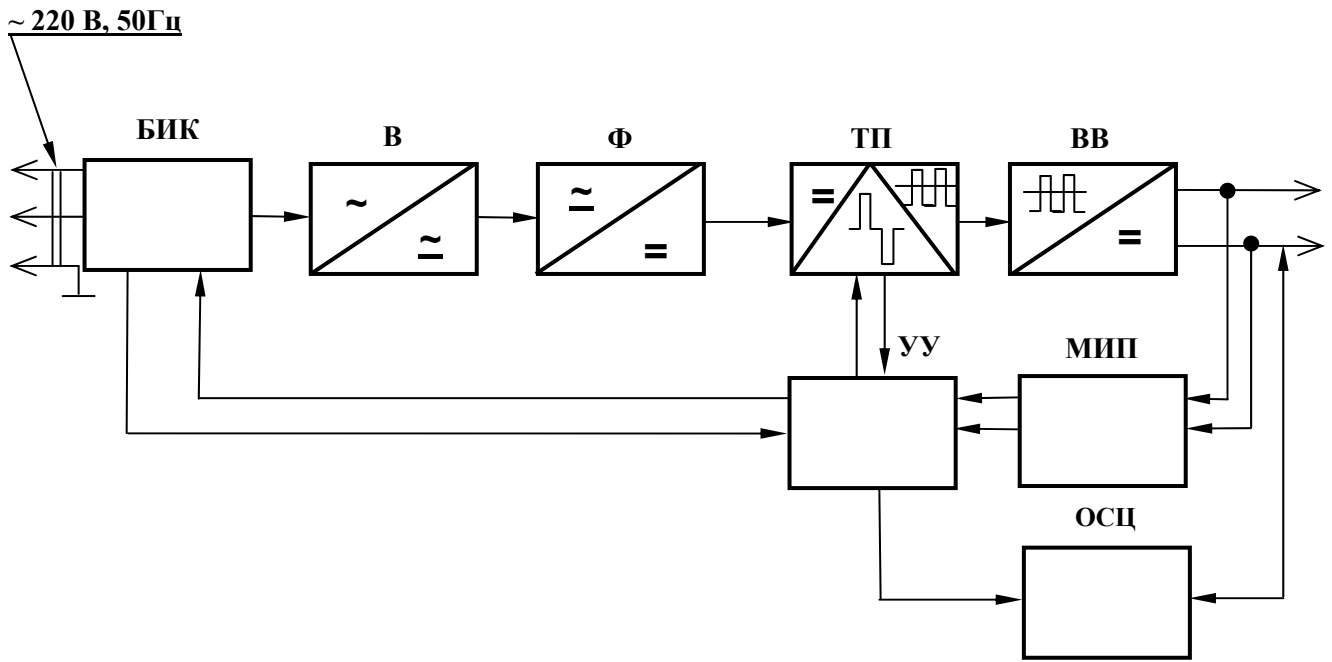 ~ 220 В, 50Гц
БИК
В
Ф
ТП
ВВ
~
≃
≃
=
=
=
УУ
МИП
ОСЦ